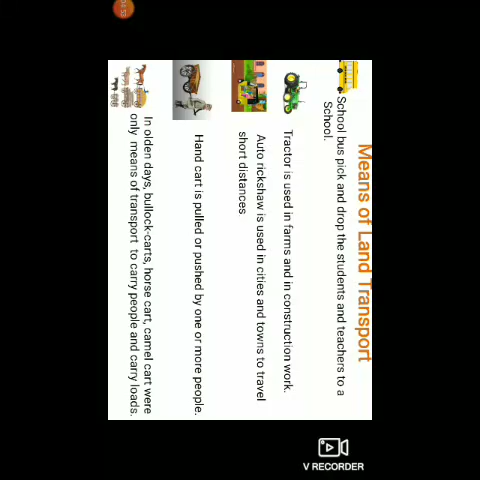 Means of Land Transport
School bus pick and drop the students and teachers to a
School.
Tractor is used in farms and in construction work.
Auto rickshaw is used in cities and towns to travel
short distances
Hand cart is pulled or pushed by one or more people.
In olden days, bullock-carts, horse cart, camel cart were
only means of transport to carry people and carry loads.
V RECORDER